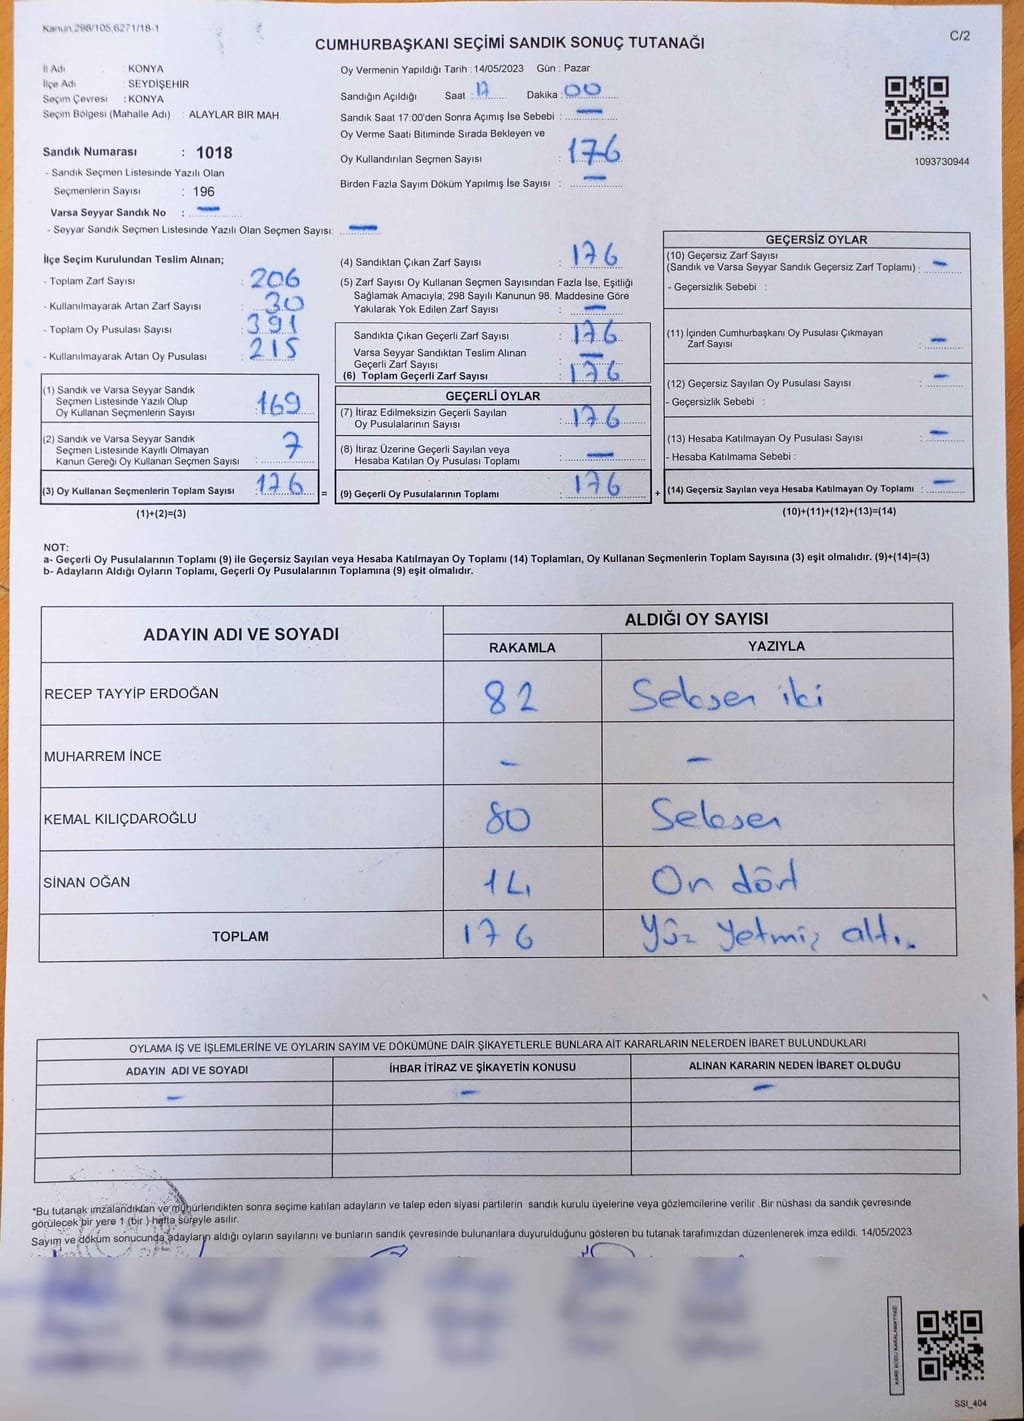 Kanun 298/105,6271/18-1
C/2
CUMHURBAŞKANI SEÇİMİ SANDIK SONUÇ TUTANAĞI
İl Adı : KONYA
İlçe Adı : SEYDİŞEHİR
Seçim Çevresi : KONYA
Seçim Bölgesi (Mahalle Adı) : ALAYLAR BİR MAH.
Sandık Numarası : 1018
- Sandık Seçmen Listesinde Yazılı Olan
Seçmenlerin Sayısı : 196
Varsa Seyyar Sandık No : —
- Seyyar Sandık Seçmen Listesinde Yazılı Olan Seçmen Sayısı: —
Oy Vermenin Yapıldığı Tarih : 14/05/2023 Gün : Pazar
Sandığın Açıldığı Saat : 17 Dakika : 00
Sandık Saat 17:00'den Sonra Açımış İse Sebebi : —
Oy Verme Saati Bitiminde Sırada Bekleyen ve
Oy Kullandırılan Seçmen Sayısı : 176
Birden Fazla Sayım Döküm Yapılmış İse Sayısı : —
1093730944
İlçe Seçim Kurulundan Teslim Alınan;
- Toplam Zarf Sayısı : 206
- Kullanılmayarak Artan Zarf Sayısı : 30
- Toplam Oy Pusulası Sayısı : 391
- Kullanılmayarak Artan Oy Pusulası : 215
(1) Sandık ve Varsa Seyyar Sandık
Seçmen Listesinde Yazılı Olup
Oy Kullanan Seçmenlerin Sayısı : 169
(2) Sandık ve Varsa Seyyar Sandık
Seçmen Listesinde Kayıtlı Olmayan
Kanun Gereği Oy Kullanan Seçmen Sayısı : 7
(3) Oy Kullanan Seçmenlerin Toplam Sayısı : 176 =
(1)+(2)=(3)
(4) Sandıktan Çıkan Zarf Sayısı : 176
(5) Zarf Sayısı Oy Kullanan Seçmen Sayısından Fazla İse, Eşitliği
Sağlamak Amacıyla; 298 Sayılı Kanunun 98. Maddesine Göre
Yakılarak Yok Edilen Zarf Sayısı : —
Sandıkta Çıkan Geçerli Zarf Sayısı : 176
Varsa Seyyar Sandıktan Teslim Alınan
Geçerli Zarf Sayısı : —
(6) Toplam Geçerli Zarf Sayısı : 176
GEÇERLİ OYLAR
(7) İtiraz Edilmeksizin Geçerli Sayılan
Oy Pusulalarının Sayısı : 176
(8) İtiraz Üzerine Geçerli Sayılan veya
Hesaba Katılan Oy Pusulası Toplamı : —
(9) Geçerli Oy Pusulalarının Toplamı : 176 +
GEÇERSİZ OYLAR
(10) Geçersiz Zarf Sayısı
(Sandık ve Varsa Seyyar Sandık Geçersiz Zarf Toplamı) : —
- Geçersizlik Sebebi :
(11) İçinden Cumhurbaşkanı Oy Pusulası Çıkmayan
Zarf Sayısı : —
(12) Geçersiz Sayılan Oy Pusulası Sayısı : —
- Geçersizlik Sebebi :
(13) Hesaba Katılmayan Oy Pusulası Sayısı : —
- Hesaba Katılmama Sebebi :
(14) Geçersiz Sayılan veya Hesaba Katılmayan Oy Toplamı : —
(10)+(11)+(12)+(13)=(14)
NOT:
a- Geçerli Oy Pusulalarının Toplamı (9) ile Geçersiz Sayılan veya Hesaba Katılmayan Oy Toplamı (14) Toplamları, Oy Kullanan Seçmenlerin Toplam Sayısına (3) eşit olmalıdır. (9)+(14)=(3)
b- Adayların Aldığı Oyların Toplamı, Geçerli Oy Pusulalarının Toplamına (9) eşit olmalıdır.
ADAYIN ADI VE SOYADI
ALDIĞI OY SAYISI
RAKAMLA YAZIYLA
RECEP TAYYİP ERDOĞAN 82 Seksen iki
MUHARREM İNCE - -
KEMAL KILIÇDAROĞLU 80 Seksen
SİNAN OĞAN 14 On dört
TOPLAM 176 Yüz Yetmiş altı.
OYLAMA İŞ VE İŞLEMLERİNE VE OYLARIN SAYIM VE DÖKÜMÜNE DAİR ŞİKAYETLERLE BUNLARA AİT KARARLARIN NELERDEN İBARET BULUNDUKLARI
ADAYIN ADI VE SOYADI İHBAR İTİRAZ VE ŞİKAYETİN KONUSU ALINAN KARARIN NEDEN İBARET OLDUĞU
- - -
*Bu tutanak imzalandıktan ve mühürlendikten sonra seçime katılan adayların ve talep eden siyasi partilerin sandık kurulu üyelerine veya gözlemcilerine verilir. Bir nüshası da sandık çevresinde
görülecek bir yere 1 (bir ) hafta süreyle asılır.
Sayım ve döküm sonucunda adayların aldığı oyların sayılarını ve bunların sandık çevresinde bulunanlara duyurulduğunu gösteren bu tutanak tarafımızdan düzenlenerek imza edildi. 14/05/2023
KARE KODU KARALAMAYINIZ
SSI_404